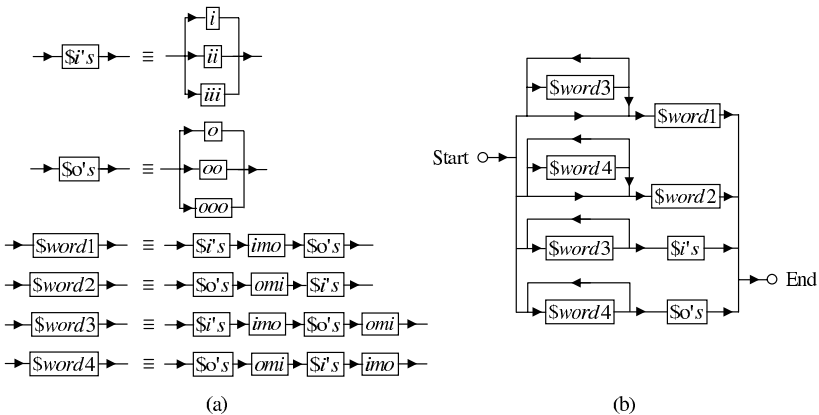 i
$i's ≡ ii
iii
o
$o's ≡ oo
ooo
$word1 ≡ $i's imo $o's
$word2 ≡ $o's omi $i's
$word3 ≡ $i's imo $o's omi
$word4 ≡ $o's omi $i's imo
(a)
$word3
$word1
Start
$word4
$word2
$word3 $i's
End
$word4 $o's
(b)